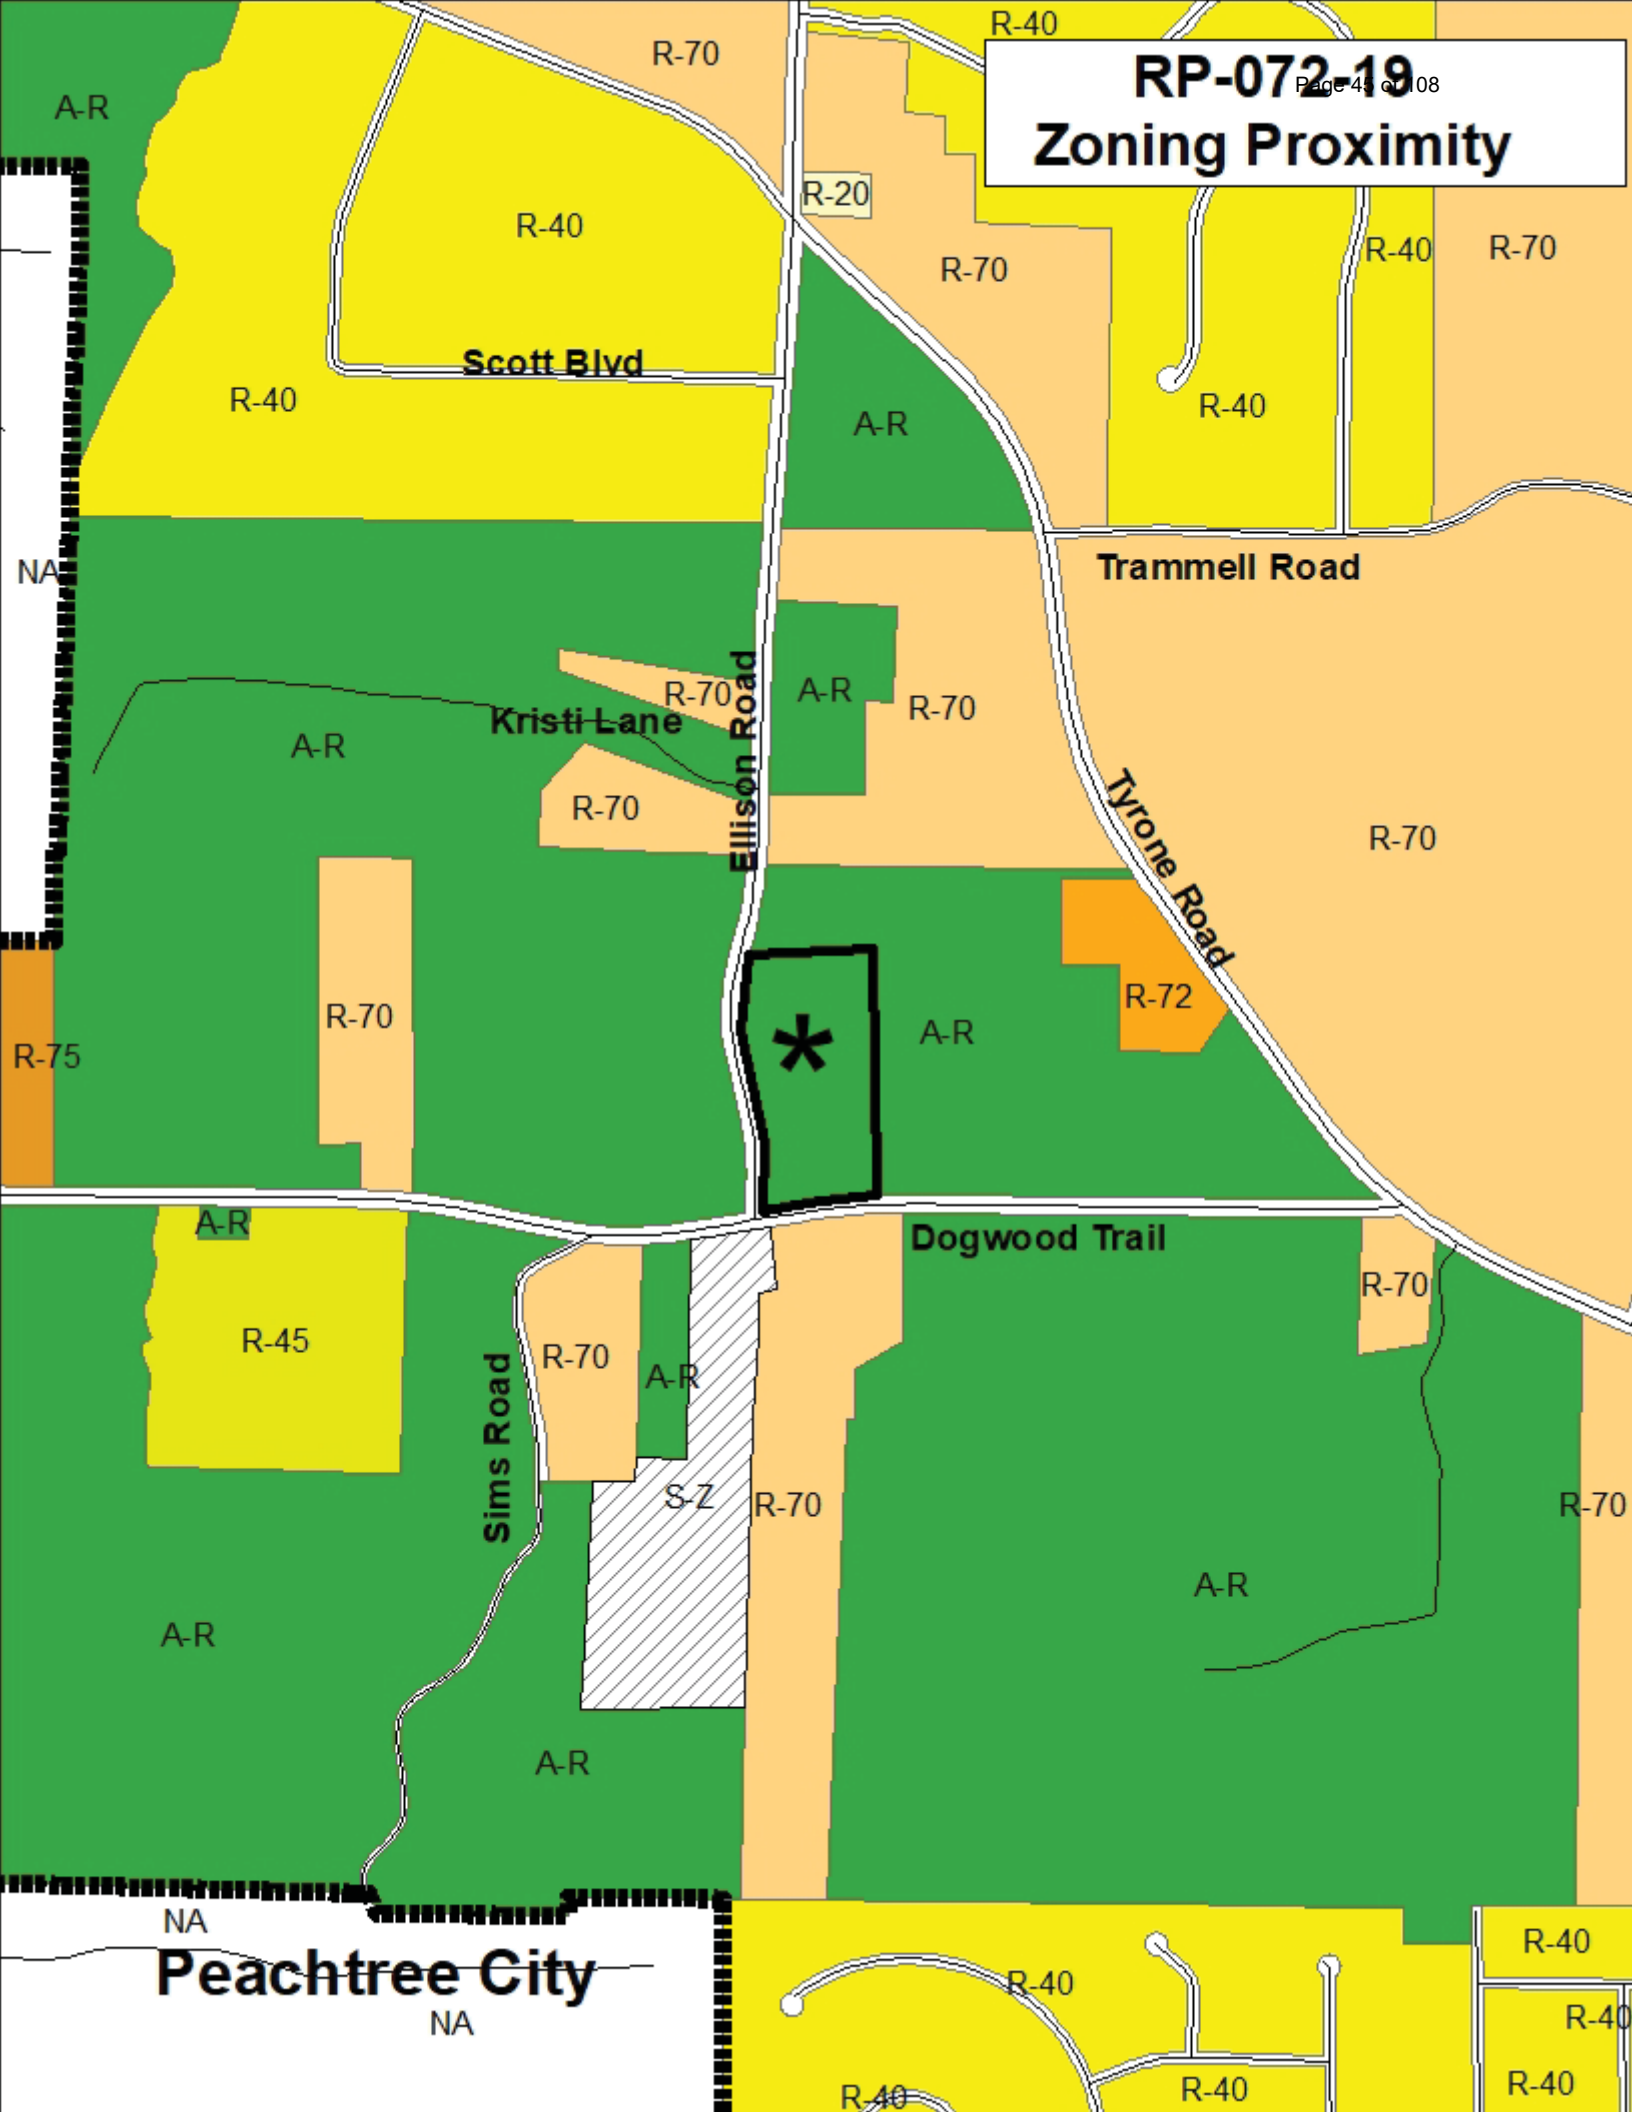 R-40
R-70
RP-072-19
Page 45 of 108
Zoning Proximity
A-R
R-20
R-40
R-40
R-70
R-70
Scott Blvd
R-40
R-40
A-R
Trammell Road
NA
R-70
A-R
R-70
Kristi Lane
Ellison Road
A-R
R-70
Tyrone Road
R-70
R-72
R-70
*
A-R
R-75
A-R
Dogwood Trail
R-70
R-45
R-70
A-R
Sims Road
S-Z
R-70
R-70
A-R
A-R
A-R
NA
R-40
Peachtree City
R-40
R-40
NA
R-40
R-40
R-40